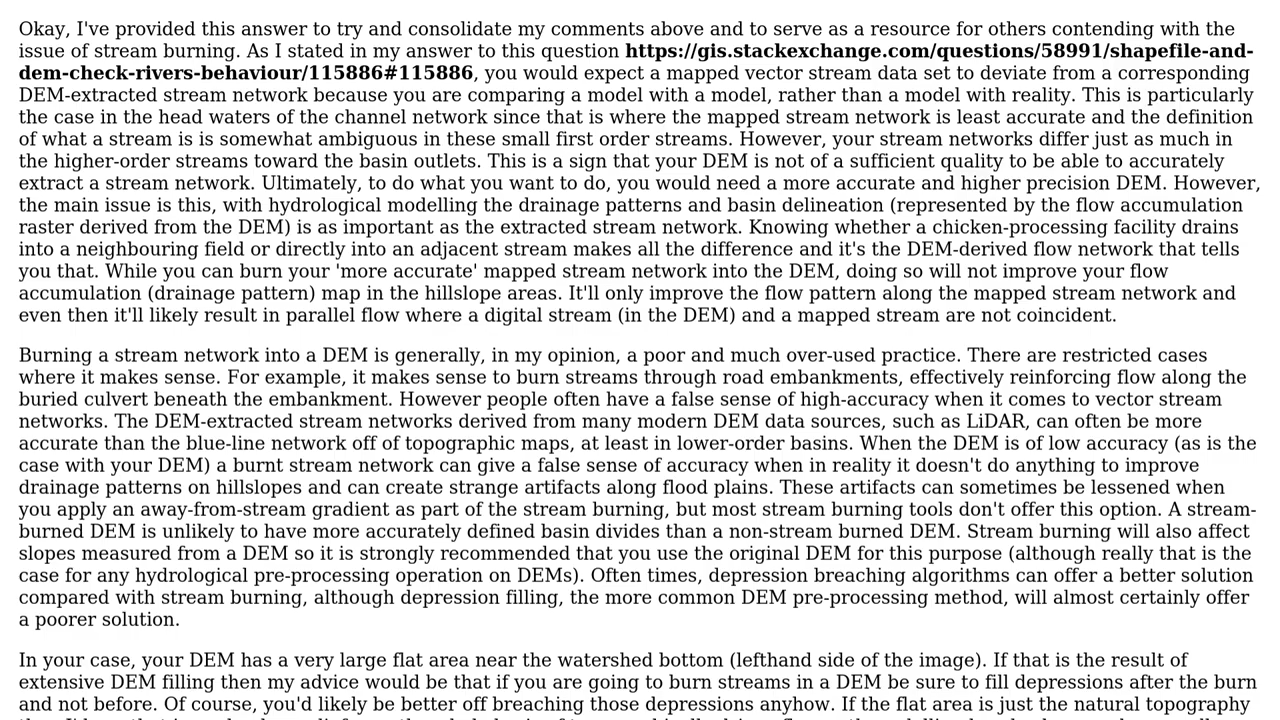 Okay, I've provided this answer to try and consolidate my comments above and to serve as a resource for others contending with the
issue of stream burning. As I stated in my answer to this question https://gis.stackexchange.com/questions/58991/shapefile-and-
dem-check-rivers-behaviour/115886#115886, you would expect a mapped vector stream data set to deviate from a corresponding
DEM-extracted stream network because you are comparing a model with a model, rather than a model with reality. This is particularly
the case in the head waters of the channel network since that is where the mapped stream network is least accurate and the definition
of what a stream is is somewhat ambiguous in these small first order streams. However, your stream networks differ just as much in
the higher-order streams toward the basin outlets. This is a sign that your DEM is not of a sufficient quality to be able to accurately
extract a stream network. Ultimately, to do what you want to do, you would need a more accurate and higher precision DEM. However,
the main issue is this, with hydrological modelling the drainage patterns and basin delineation (represented by the flow accumulation
raster derived from the DEM) is as important as the extracted stream network. Knowing whether a chicken-processing facility drains
into a neighbouring field or directly into an adjacent stream makes all the difference and it's the DEM-derived flow network that tells
you that. While you can burn your 'more accurate' mapped stream network into the DEM, doing so will not improve your flow
accumulation (drainage pattern) map in the hillslope areas. It'll only improve the flow pattern along the mapped stream network and
even then it'll likely result in parallel flow where a digital stream (in the DEM) and a mapped stream are not coincident.
Burning a stream network into a DEM is generally, in my opinion, a poor and much over-used practice. There are restricted cases
where it makes sense. For example, it makes sense to burn streams through road embankments, effectively reinforcing flow along the
buried culvert beneath the embankment. However people often have a false sense of high-accuracy when it comes to vector stream
networks. The DEM-extracted stream networks derived from many modern DEM data sources, such as LiDAR, can often be more
accurate than the blue-line network off of topographic maps, at least in lower-order basins. When the DEM is of low accuracy (as is the
case with your DEM) a burnt stream network can give a false sense of accuracy when in reality it doesn't do anything to improve
drainage patterns on hillslopes and can create strange artifacts along flood plains. These artifacts can sometimes be lessened when
you apply an away-from-stream gradient as part of the stream burning, but most stream burning tools don't offer this option. A stream-
burned DEM is unlikely to have more accurately defined basin divides than a non-stream burned DEM. Stream burning will also affect
slopes measured from a DEM so it is strongly recommended that you use the original DEM for this purpose (although really that is the
case for any hydrological pre-processing operation on DEMs). Often times, depression breaching algorithms can offer a better solution
compared with stream burning, although depression filling, the more common DEM pre-processing method, will almost certainly offer
a poorer solution.
In your case, your DEM has a very large flat area near the watershed bottom (lefthand side of the image). If that is the result of
extensive DEM filling then my advice would be that if you are going to burn streams in a DEM be sure to fill depressions after the burn
and not before. Of course, you'd likely be better off breaching those depressions anyhow. If the flat area is just the natural topography